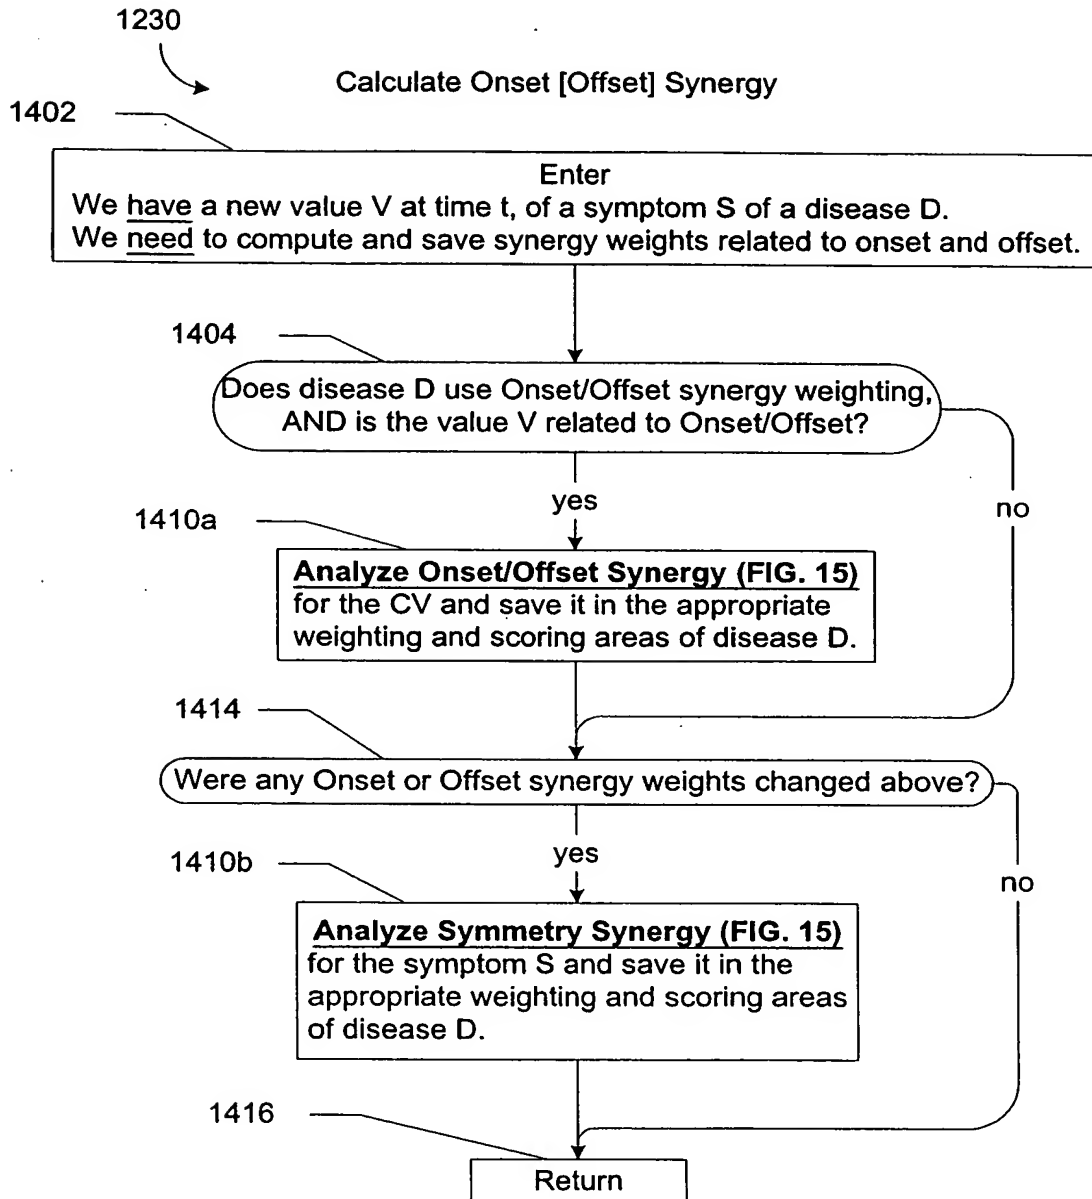 1230
Calculate Onset [Offset] Synergy
1402
Enter
We have a new value V at time t, of a symptom S of a disease D.
We need to compute and save synergy weights related to onset and offset.
1404
Does disease D use Onset/Offset synergy weighting,
AND is the value V related to Onset/Offset?
yes
no
1410a
Analyze Onset/Offset Synergy (FIG. 15)
for the CV and save it in the appropriate
weighting and scoring areas of disease D.
1414
Were any Onset or Offset synergy weights changed above?
yes
no
1410b
Analyze Symmetry Synergy (FIG. 15)
for the symptom S and save it in the
appropriate weighting and scoring areas
of disease D.
1416
Return